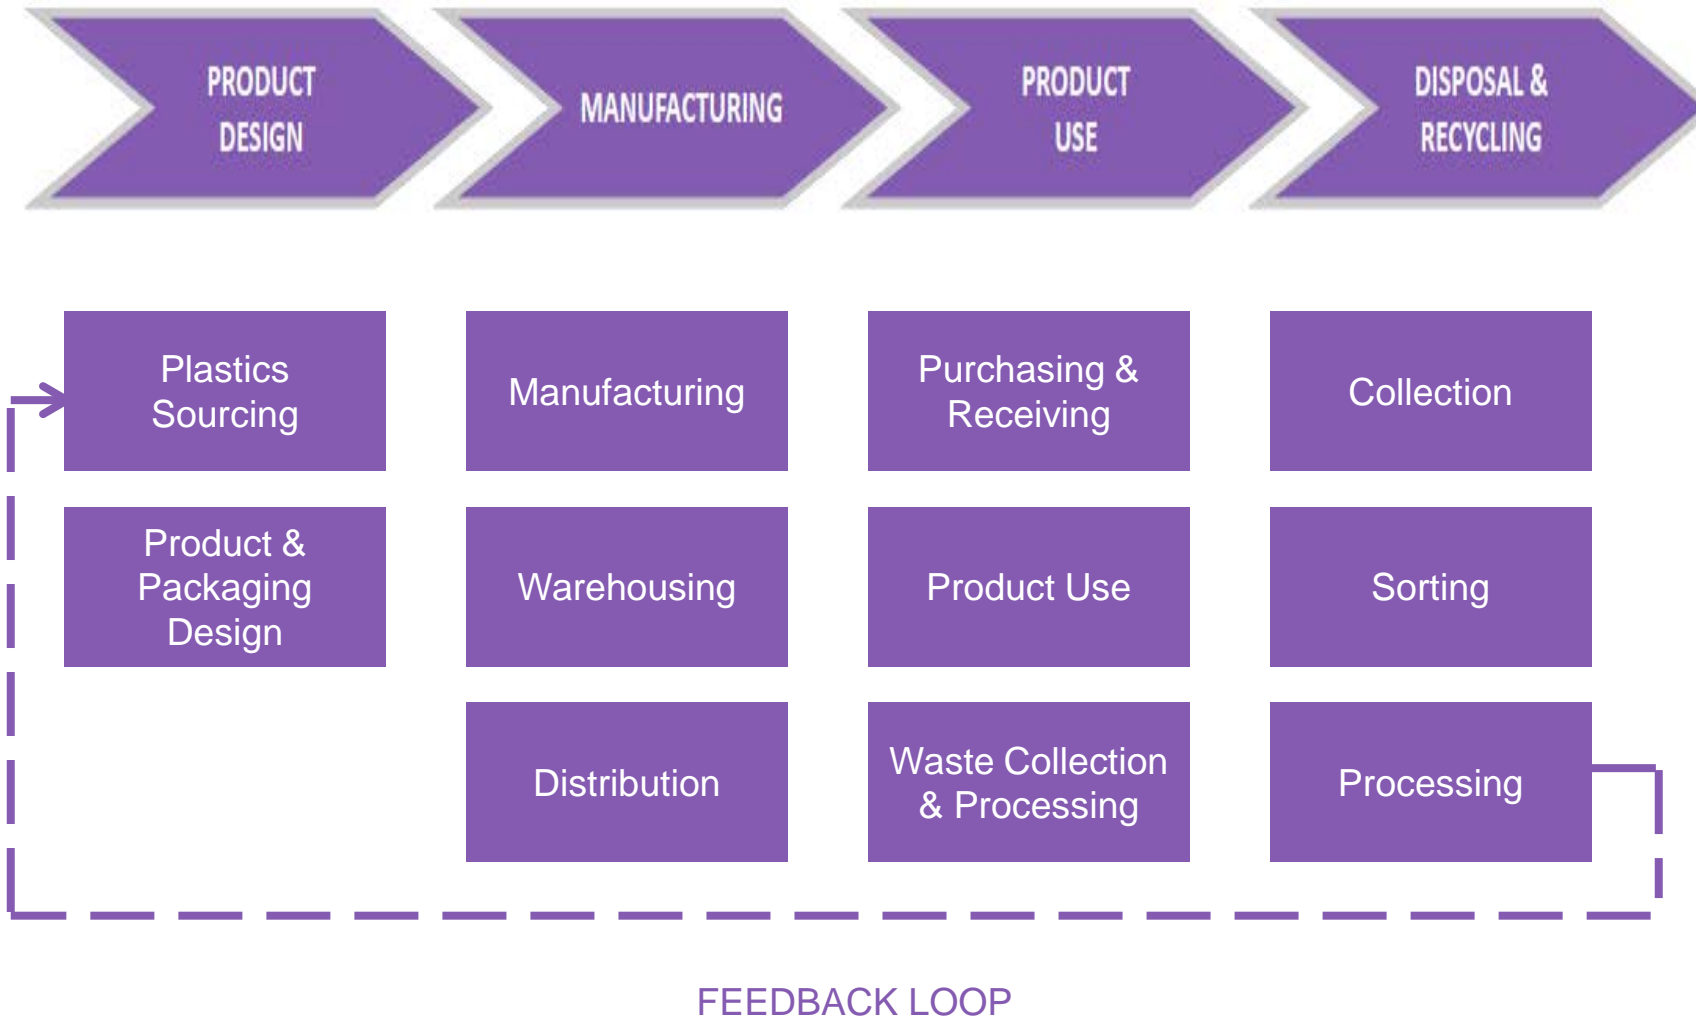 PRODUCT
DESIGN
MANUFACTURING
PRODUCT
USE
DISPOSAL &
RECYCLING
Plastics
Sourcing
Manufacturing
Purchasing &
Receiving
Collection
Product &
Packaging
Design
Warehousing
Product Use
Sorting
Distribution
Waste Collection
& Processing
Processing
FEEDBACK LOOP